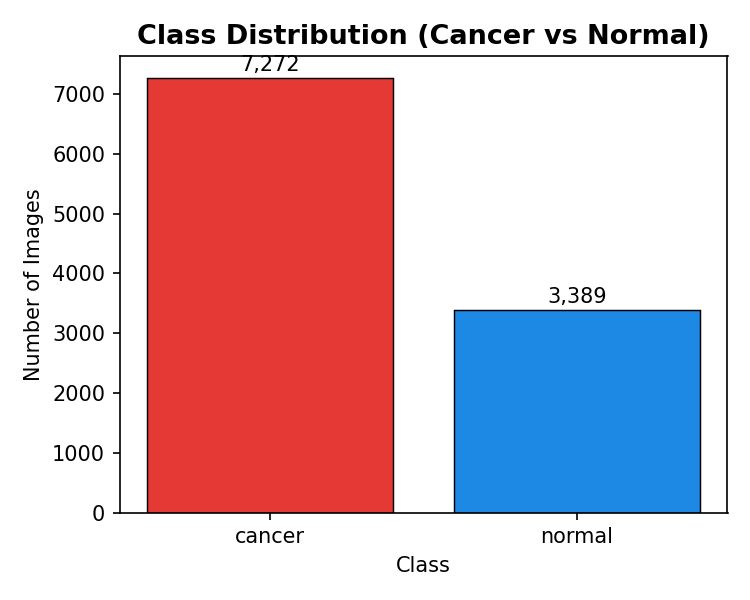 Class Distribution (Cancer vs Normal)
7,272
7000
6000
5000
4000
3000
2000
1000
0
3,389
Number of Images
cancer
normal
Class